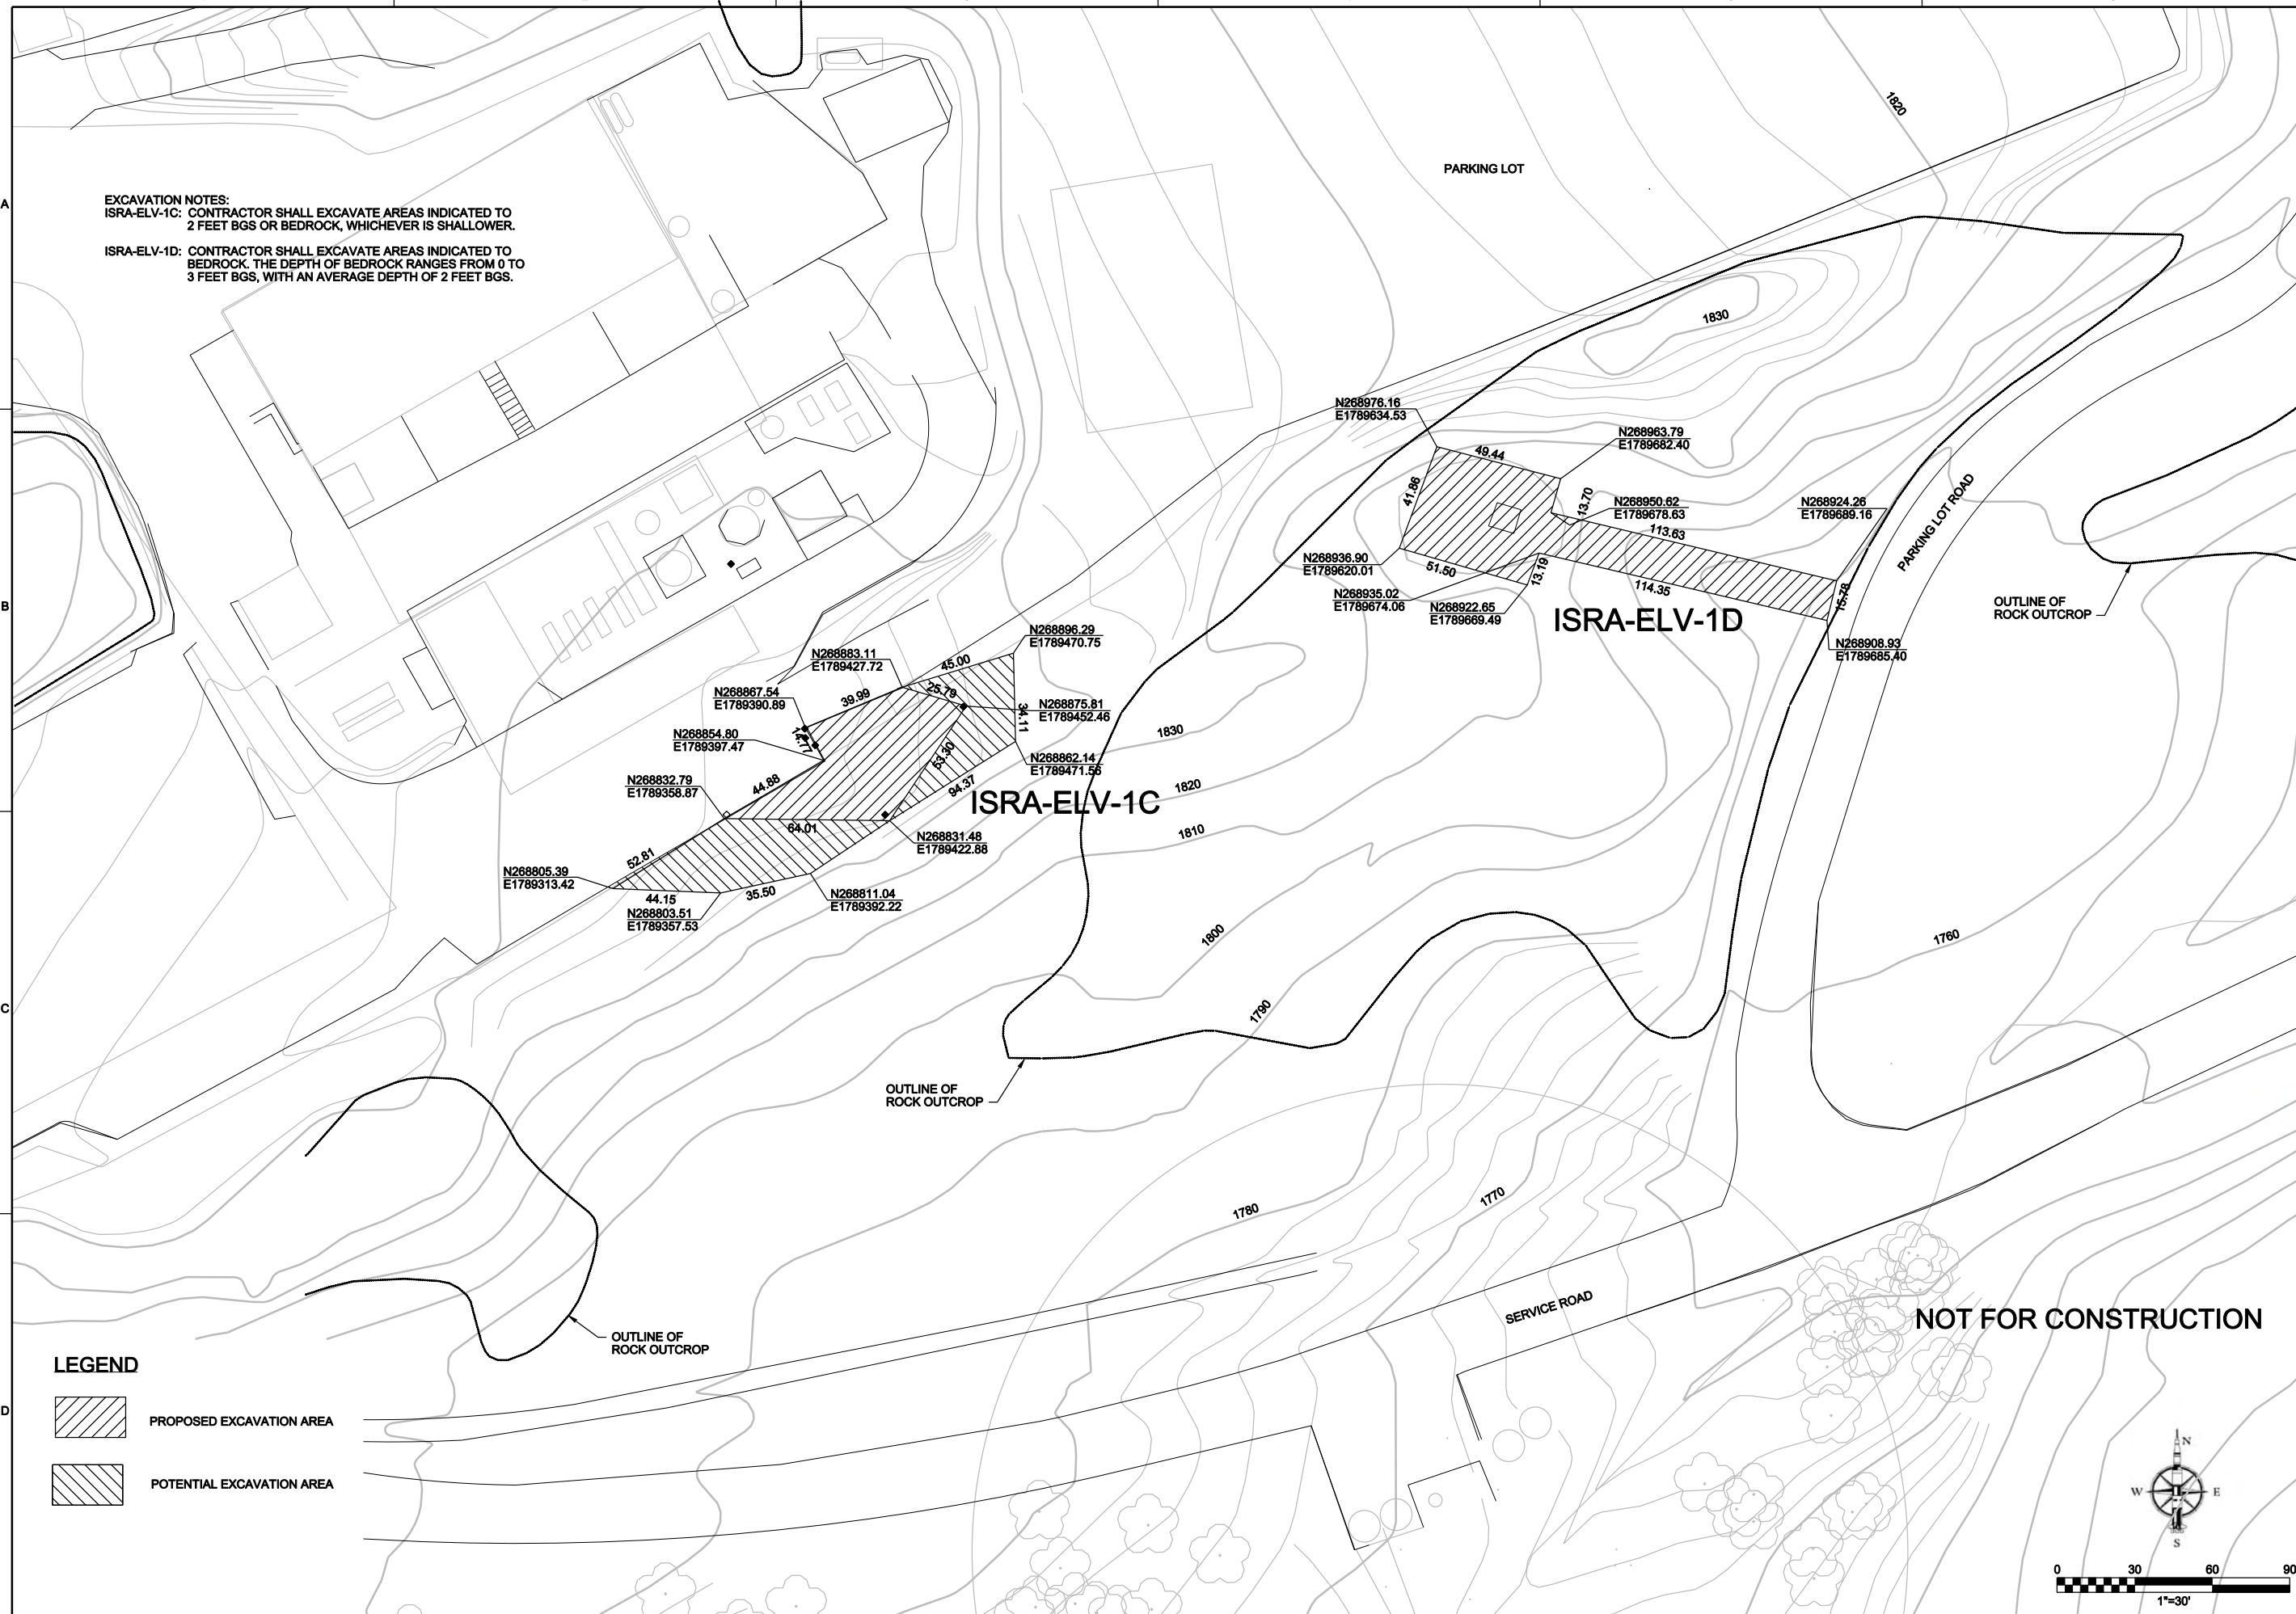 A
B
C
D
EXCAVATION NOTES:
ISRA-ELV-1C: CONTRACTOR SHALL EXCAVATE AREAS INDICATED TO
2 FEET BGS OR BEDROCK, WHICHEVER IS SHALLOWER.
ISRA-ELV-1D: CONTRACTOR SHALL EXCAVATE AREAS INDICATED TO
BEDROCK. THE DEPTH OF BEDROCK RANGES FROM 0 TO
3 FEET BGS, WITH AN AVERAGE DEPTH OF 2 FEET BGS.
PARKING LOT
1820
1830
N268976.16
E1789634.53
N268963.79
E1789682.40
49.44
41.86
13.70
N268950.62
E1789678.63
N268924.26
E1789689.16
113.63
PARKING LOT ROAD
N268936.90
E1789620.01
51.50
13.19
114.35
15.78
N268935.02
E1789674.06
N268922.65
E1789669.49
ISRA-ELV-1D
OUTLINE OF
ROCK OUTCROP
N268908.93
E1789685.40
N268896.29
E1789470.75
N268883.11
E1789427.72
45.00
25.79
39.99
N268867.54
E1789390.89
N268875.81
E1789452.46
34.11
14.77
N268854.80
E1789397.47
53.30
N268862.14
E1789471.56
1830
N268832.79
E1789358.87
44.88
94.37
1820
ISRA-ELV-1C
64.01
1810
N268831.48
E1789422.88
52.81
N268805.39
E1789313.42
44.15
35.50
N268811.04
E1789392.22
N268803.51
E1789357.53
1800
1760
1790
OUTLINE OF
ROCK OUTCROP
1780
1770
SERVICE ROAD
NOT FOR CONSTRUCTION
OUTLINE OF
ROCK OUTCROP
LEGEND
PROPOSED EXCAVATION AREA
POTENTIAL EXCAVATION AREA
N
W
E
S
0 30 60 90
1"=30'